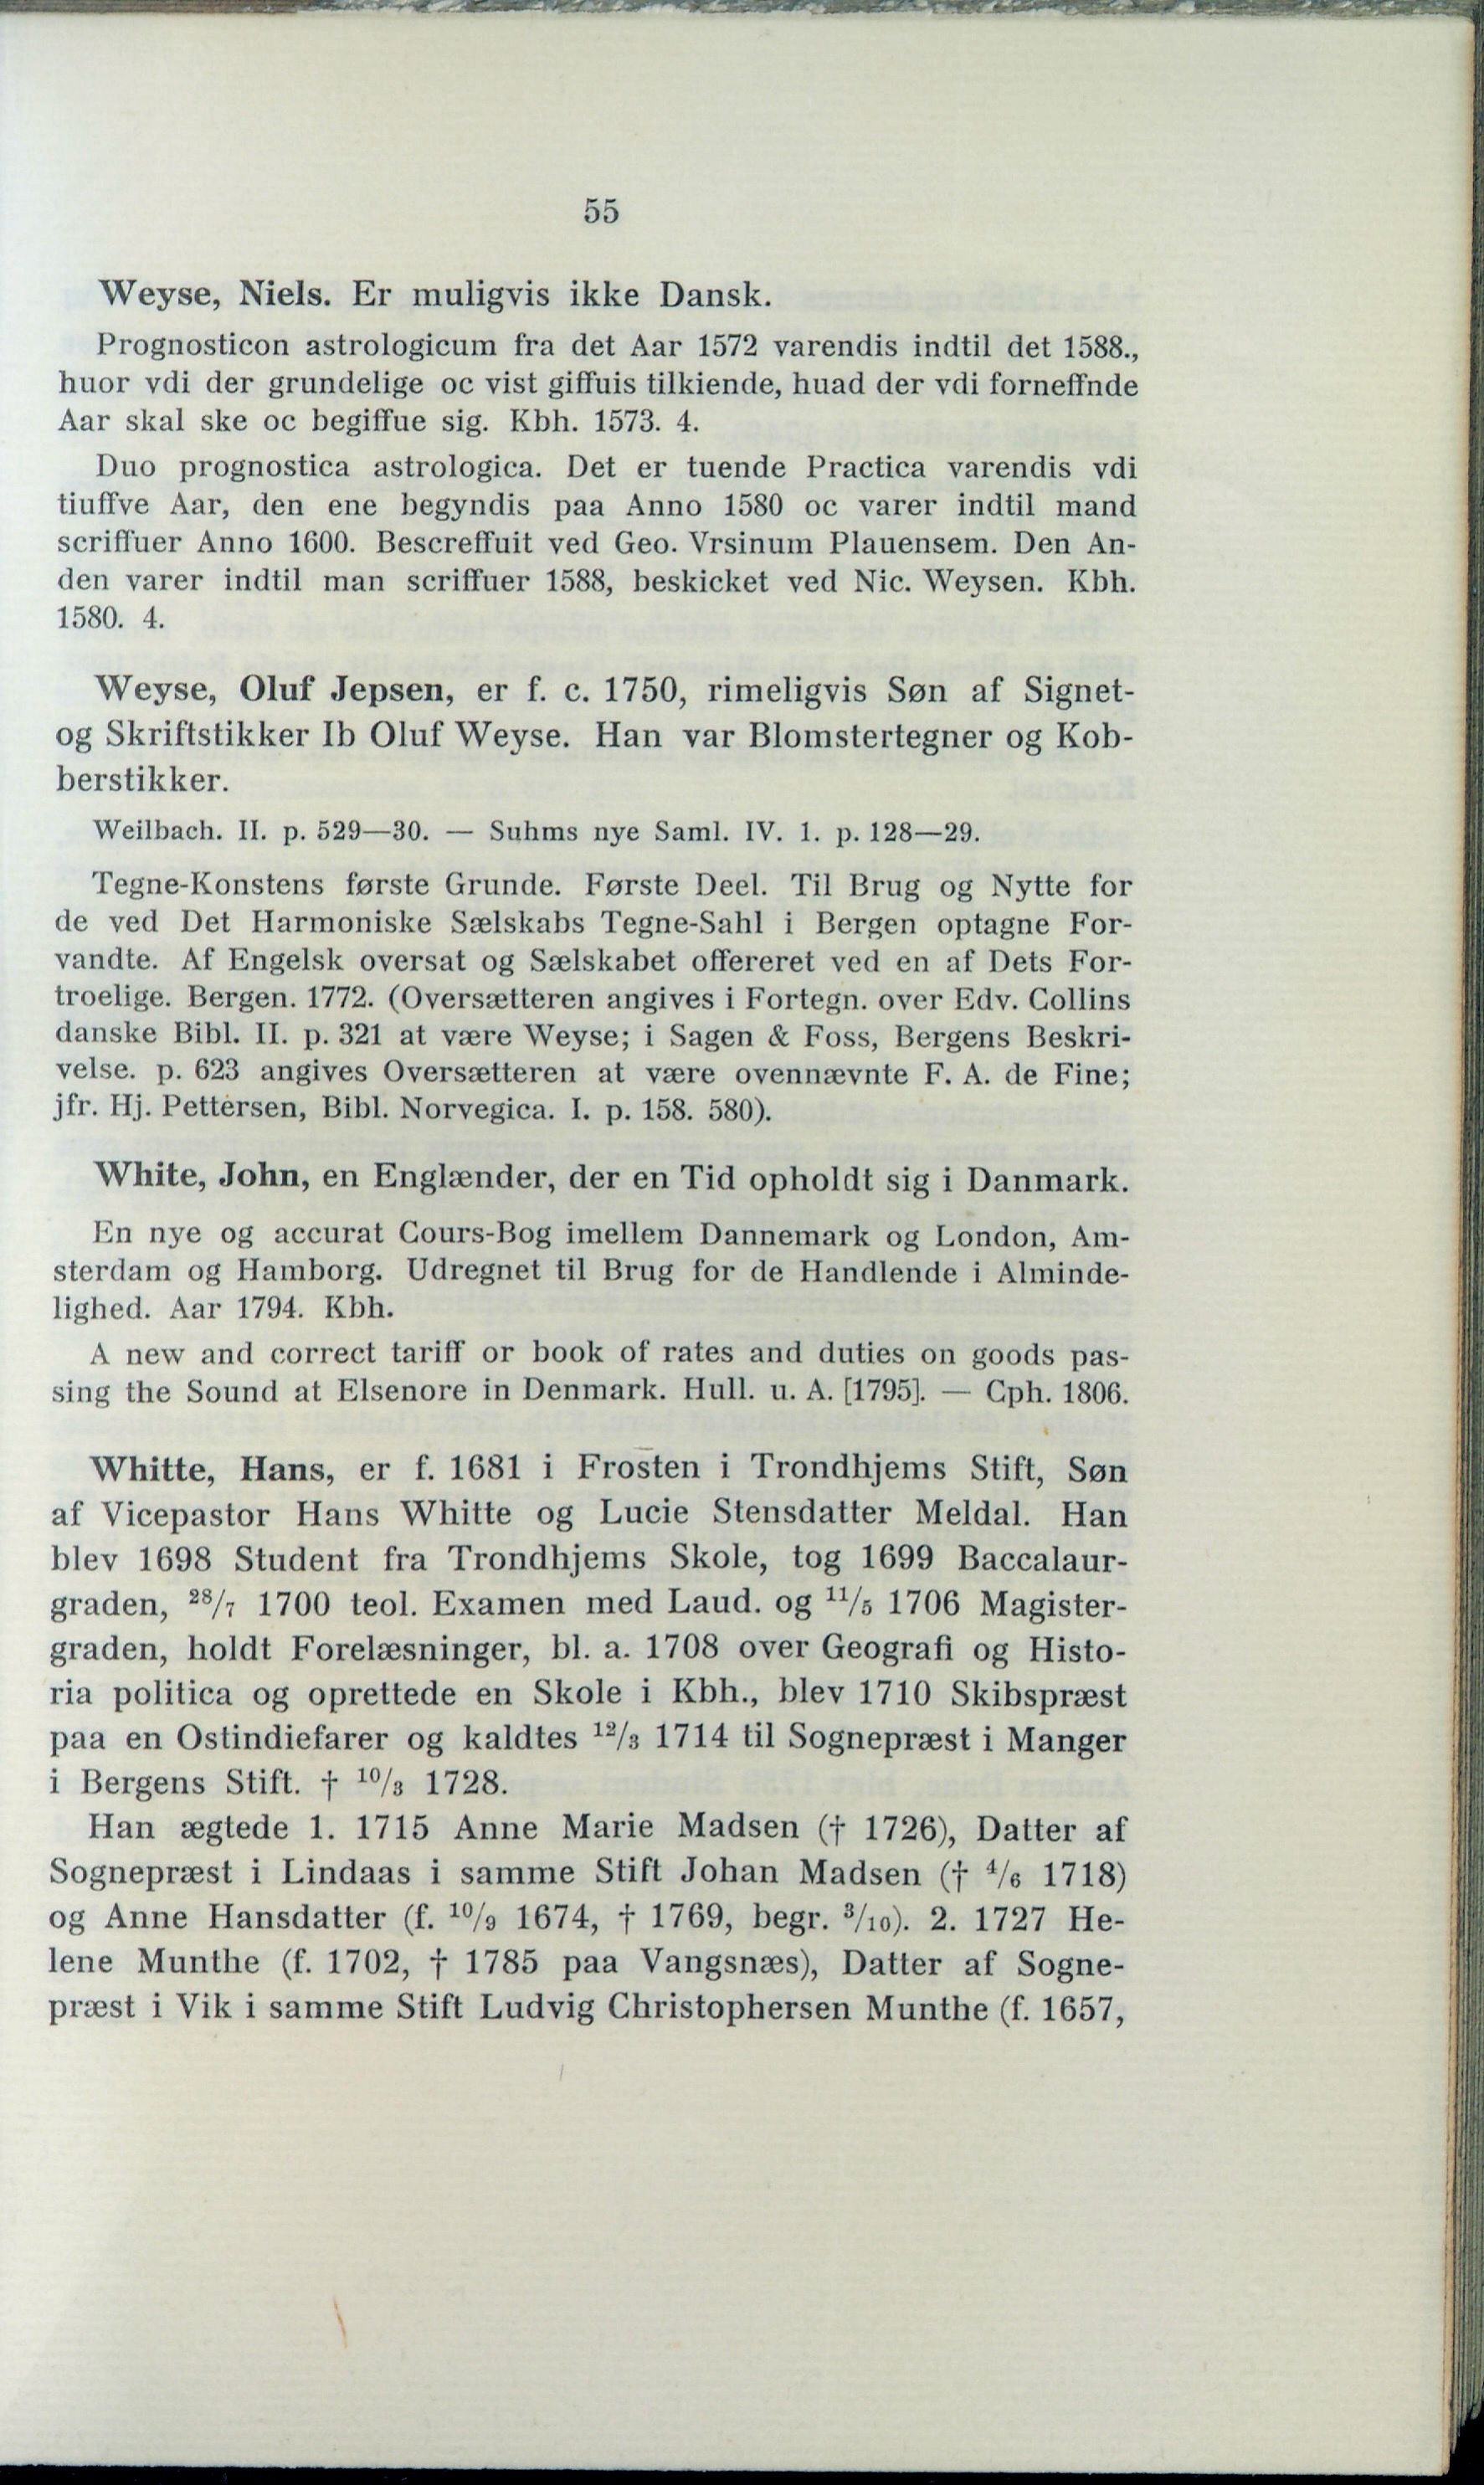 55
Weyse, Niels. Er muligvis ikke Dansk.
Prognosticon astrologicum fra det Aar 1572 varendis indtil det 1588.,
huor vdi der grundelige oc vist giffuis tilkiende, huad der vdi forneffnde
Aar skal ske oc begiffue sig. Kbh. 1573. 4.
Duo prognostica astrologica. Det er tuende Practica varendis vdi
tiuffve Aar, den ene begyndis paa Anno 1580 oc varer indtil mand
scriffuer Anno 1600. Bescreffuit ved Geo. Vrsinum Plauensem. Den An-
den varer indtil man scriffuer 1588, beskicket ved Nic. Weysen. Kbh.
1580. 4.
Weyse, Oluf Jepsen, er f. c. 1750, rimeligvis Søn af Signet-
og Skriftstikker Ib Oluf Weyse. Han var Blomstertegner og Kob-
berstikker.
Weilbach. II. p. 529—30. — Suhms nye Saml. IV. 1. p. 128—29.
Tegne-Konstens første Grunde. Første Deel. Til Brug og Nytte for
de ved Det Harmoniske Sælskabs Tegne-Sahl i Bergen optagne For-
vandte. Af Engelsk oversat og Sælskabet offereret ved en af Dets For-
troelige. Bergen. 1772. (Oversætteren angives i Fortegn. over Edv. Collins
danske Bibl. II. p. 321 at være Weyse; i Sagen & Foss, Bergens Beskri-
velse. p. 623 angives Oversætteren at være ovennævnte F. A. de Fine;
jfr. Hj. Pettersen, Bibl. Norvegica. I. p. 158. 580).
White, John, en Englænder, der en Tid opholdt sig i Danmark.
En nye og accurat Cours-Bog imellem Dannemark og London, Am-
sterdam og Hamborg. Udregnet til Brug for de Handlende i Alminde-
lighed. Aar 1794. Kbh.
A new and correct tariff or book of rates and duties on goods pas-
sing the Sound at Elsenore in Denmark. Hull. u. A. [1795]. — Cph. 1806.
Whitte, Hans, er f. 1681 i Frosten i Trondhjems Stift, Søn
af Vicepastor Hans Whitte og Lucie Stensdatter Meldal. Han
blev 1698 Student fra Trondhjems Skole, tog 1699 Baccalaur-
graden, ²⁸/₇ 1700 teol. Examen med Laud. og ¹¹/₅ 1706 Magister-
graden, holdt Forelæsninger, bl. a. 1708 over Geografi og Histo-
ria politica og oprettede en Skole i Kbh., blev 1710 Skibspræst
paa en Ostindiefarer og kaldtes ¹²/₃ 1714 til Sognepræst i Manger
i Bergens Stift. † ¹⁰/₃ 1728.
Han ægtede 1. 1715 Anne Marie Madsen († 1726), Datter af
Sognepræst i Lindaas i samme Stift Johan Madsen († ⁴/₆ 1718)
og Anne Hansdatter (f. ¹⁰/₉ 1674, † 1769, begr. ³/₁₀). 2. 1727 He-
lene Munthe (f. 1702, † 1785 paa Vangsnæs), Datter af Sogne-
præst i Vik i samme Stift Ludvig Christophersen Munthe (f. 1657,